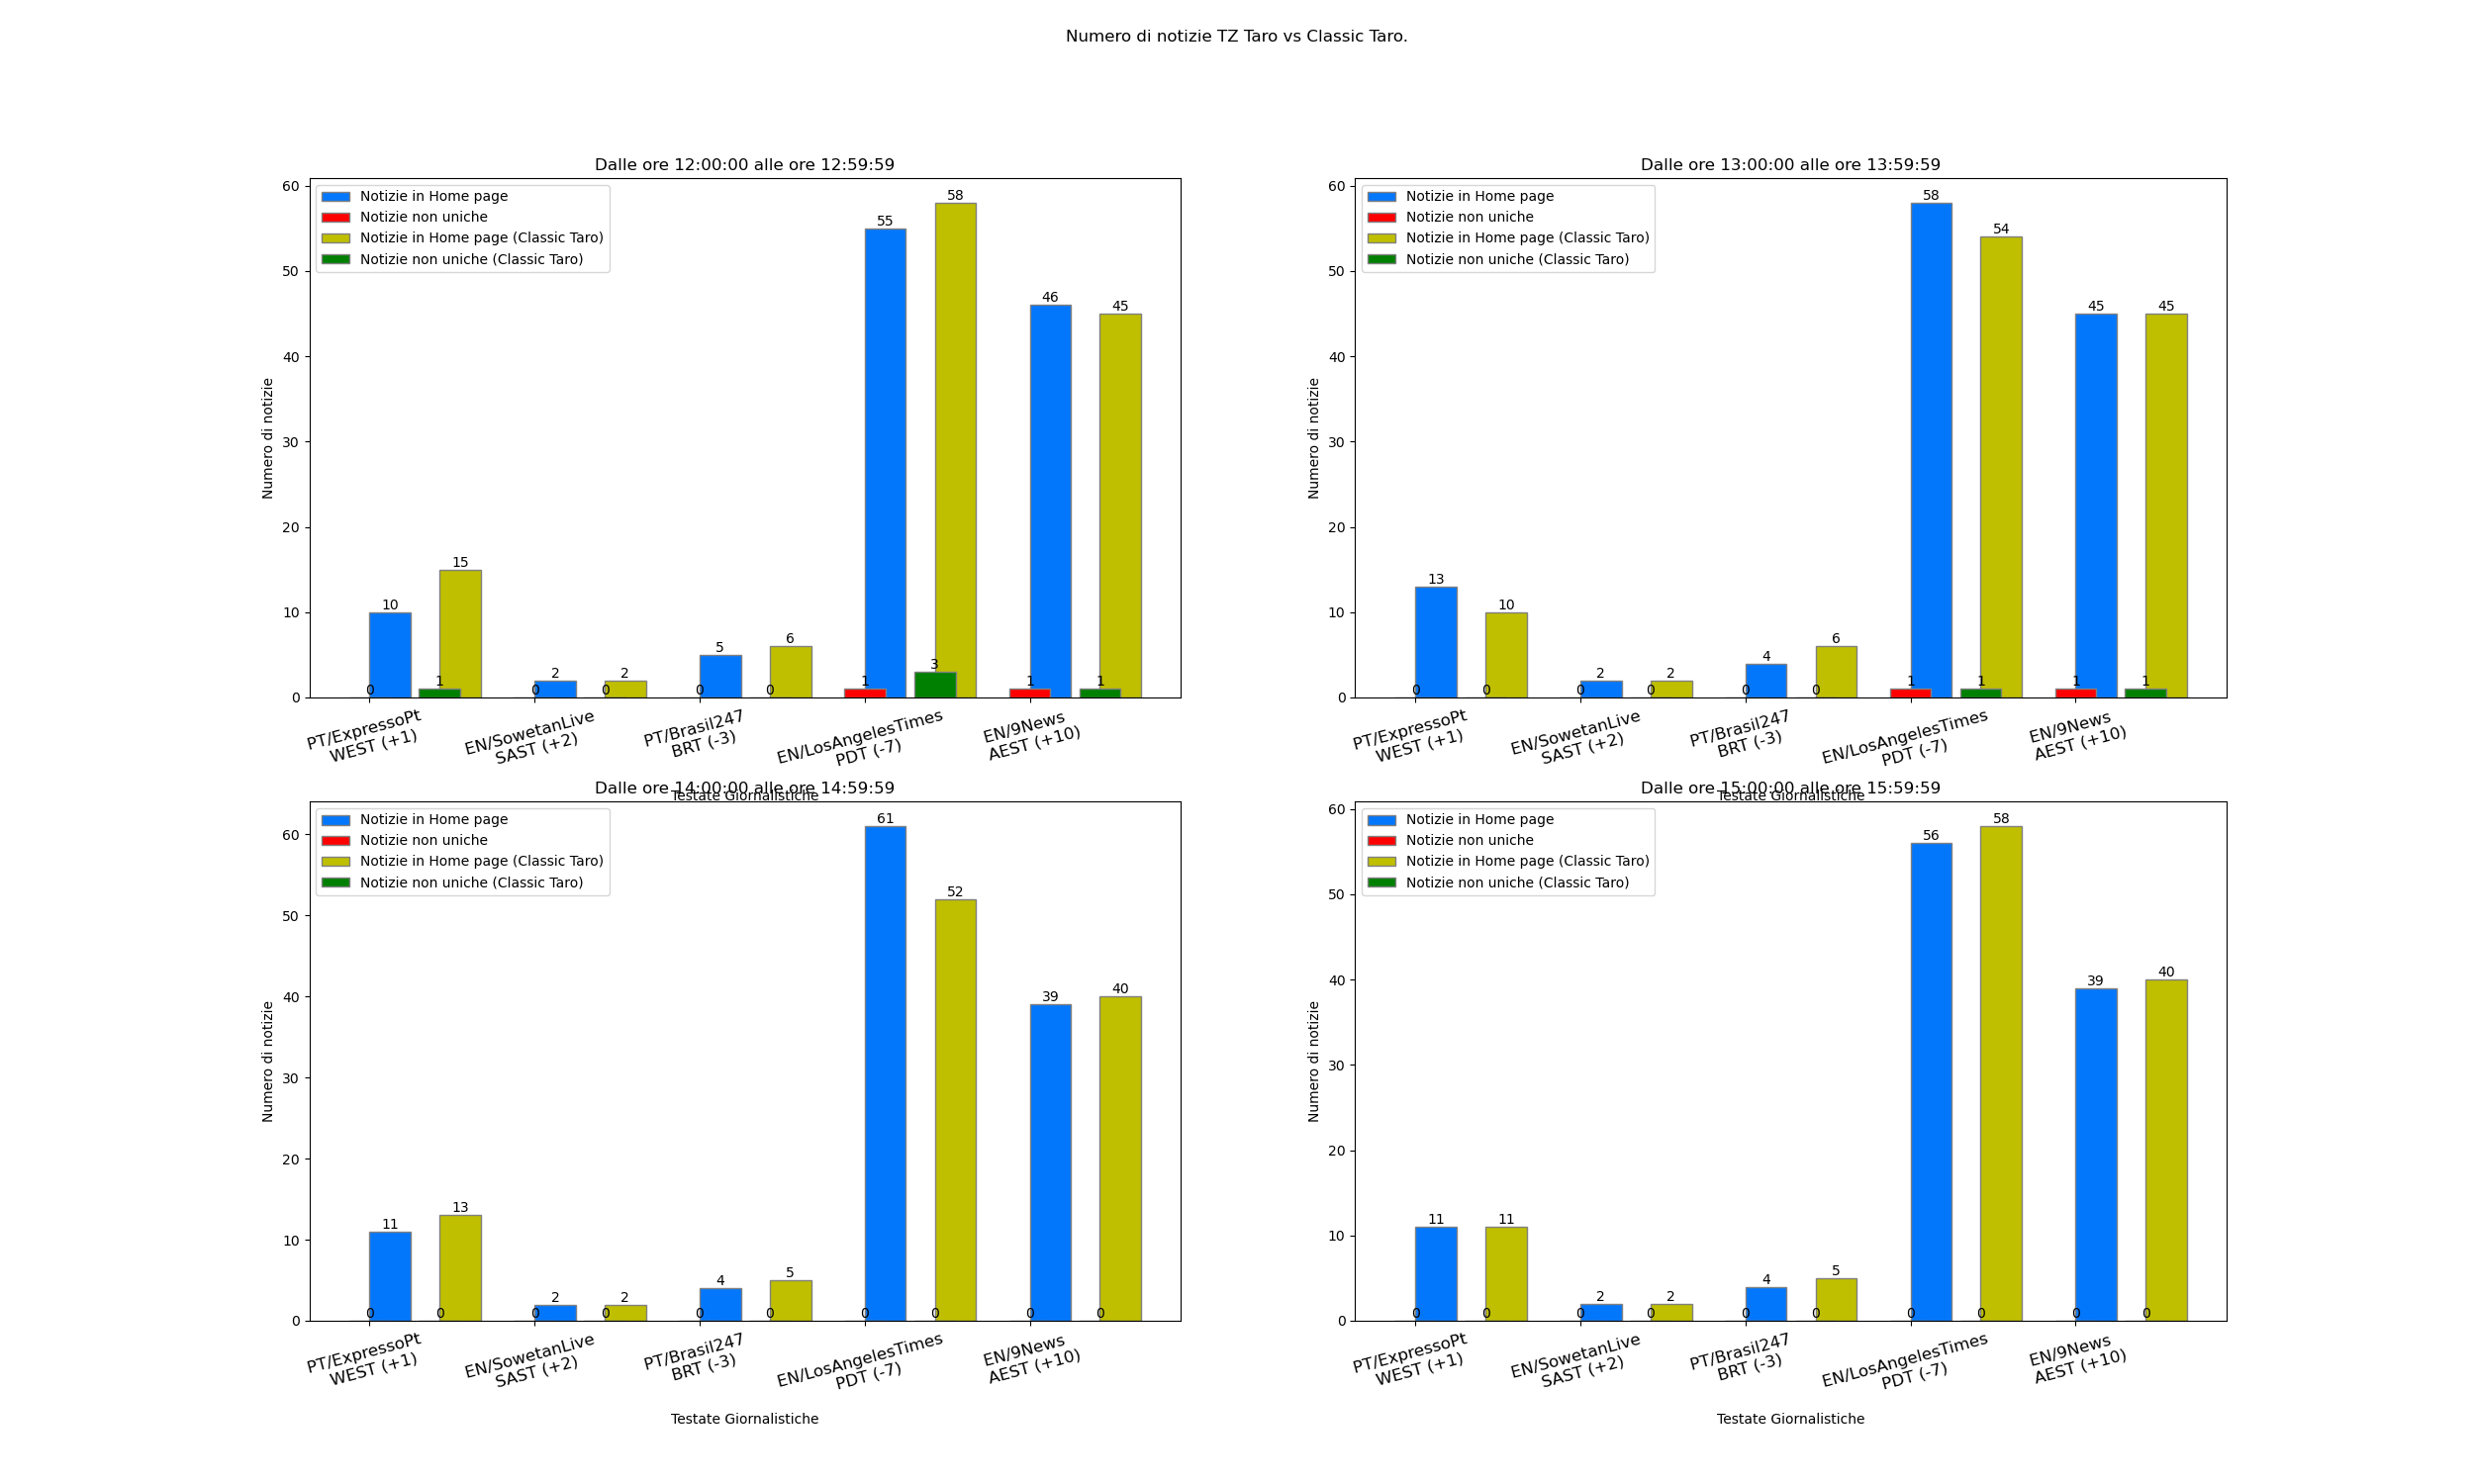 Numero di notizie TZ Taro vs Classic Taro.
Dalle ore 12:00:00 alle ore 12:59:59
Notizie in Home page
Notizie non uniche
Notizie in Home page (Classic Taro)
Notizie non uniche (Classic Taro)
Numero di notizie
60
50
40
30
20
10
0
0 10 1 15
0 2 0 2
0 5 0 6
1 55 3 58
1 46 1 45
PT/ExpressoPt
WEST (+1)
EN/SowetanLive
SAST (+2)
PT/Brasil247
BRT (-3)
EN/LosAngelesTimes
PDT (-7)
EN/9News
AEST (+10)
Testate Giornalistiche
Dalle ore 13:00:00 alle ore 13:59:59
Notizie in Home page
Notizie non uniche
Notizie in Home page (Classic Taro)
Notizie non uniche (Classic Taro)
Numero di notizie
60
50
40
30
20
10
0
0 13 0 10
0 2 0 2
0 4 0 6
1 58 1 54
1 45 1 45
PT/ExpressoPt
WEST (+1)
EN/SowetanLive
SAST (+2)
PT/Brasil247
BRT (-3)
EN/LosAngelesTimes
PDT (-7)
EN/9News
AEST (+10)
Testate Giornalistiche
Dalle ore 14:00:00 alle ore 14:59:59
Notizie in Home page
Notizie non uniche
Notizie in Home page (Classic Taro)
Notizie non uniche (Classic Taro)
Numero di notizie
60
50
40
30
20
10
0
0 11 0 13
0 2 0 2
0 4 0 5
0 61 0 52
0 39 0 40
PT/ExpressoPt
WEST (+1)
EN/SowetanLive
SAST (+2)
PT/Brasil247
BRT (-3)
EN/LosAngelesTimes
PDT (-7)
EN/9News
AEST (+10)
Testate Giornalistiche
Dalle ore 15:00:00 alle ore 15:59:59
Notizie in Home page
Notizie non uniche
Notizie in Home page (Classic Taro)
Notizie non uniche (Classic Taro)
Numero di notizie
60
50
40
30
20
10
0
0 11 0 11
0 2 0 2
0 4 0 5
0 56 0 58
0 39 0 40
PT/ExpressoPt
WEST (+1)
EN/SowetanLive
SAST (+2)
PT/Brasil247
BRT (-3)
EN/LosAngelesTimes
PDT (-7)
EN/9News
AEST (+10)
Testate Giornalistiche